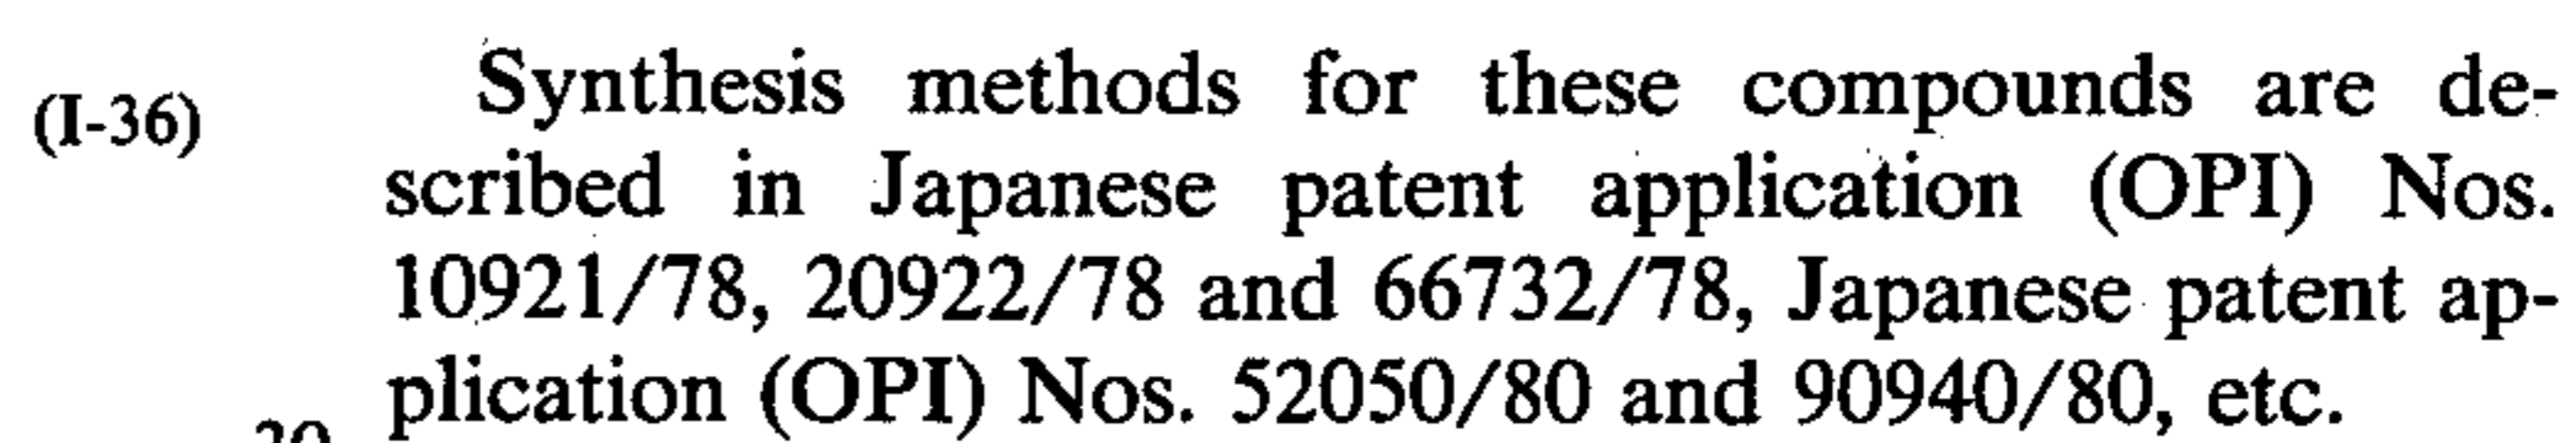 (I-36)
Synthesis methods for these compounds are de-
scribed in Japanese patent application (OPI) Nos.
10921/78, 20922/78 and 66732/78, Japanese patent ap-
plication (OPI) Nos. 52050/80 and 90940/80, etc.